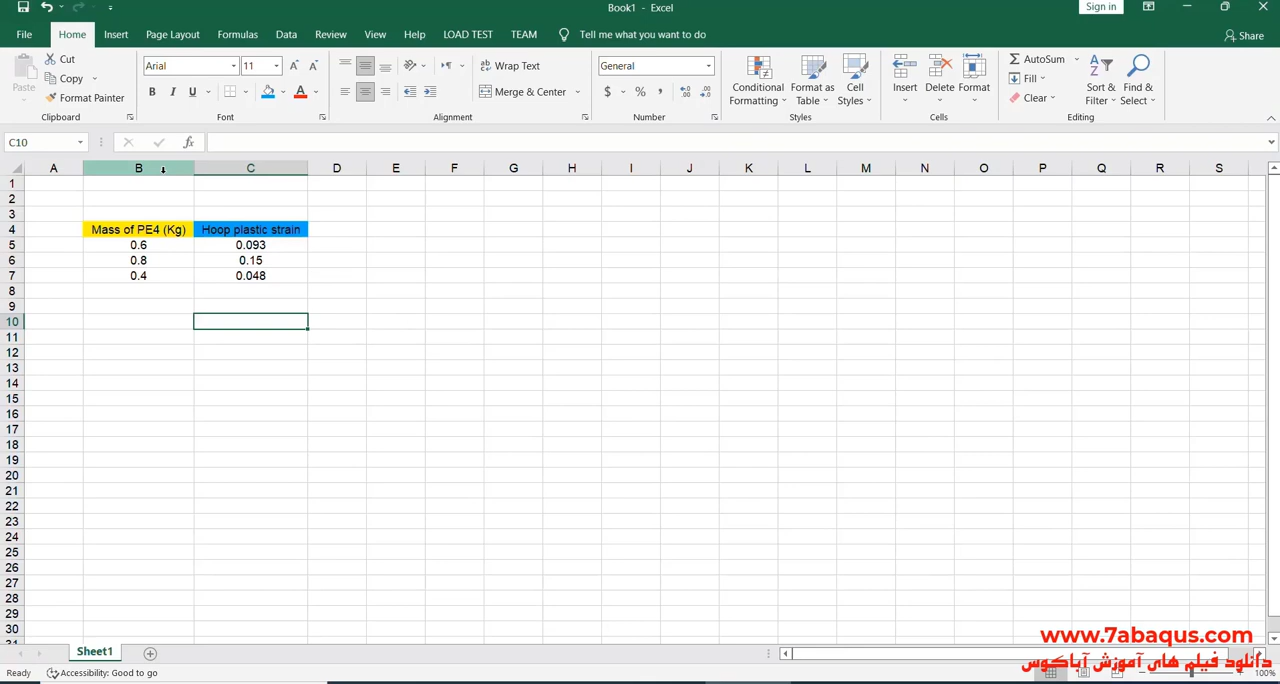 Book1 - Excel
Sign in
File Home Insert Page Layout Formulas Data Review View Help LOAD TEST TEAM Tell me what you want to do Share
Paste
Cut
Copy
Format Painter
Clipboard
Arial 11
B I U
Font
Wrap Text
Merge & Center
Alignment
General
$ % ,
Number
Conditional Formatting
Format as Table
Cell Styles
Styles
Insert Delete Format
Cells
AutoSum
Fill
Clear
Sort & Filter
Find & Select
Editing
C10 fx
A B C D E F G H I J K L M N O P Q R S
1
2
3
4 Mass of PE4 (Kg) Hoop plastic strain
5 0.6 0.093
6 0.8 0.15
7 0.4 0.048
8
9
10
11
12
13
14
15
16
17
18
19
20
21
22
23
24
25
26
27
28
29
30
31
www.7abaqus.com
Sheet1
دانلود فیلم های آموزش آباکوس
Ready Accessibility: Good to go 100%